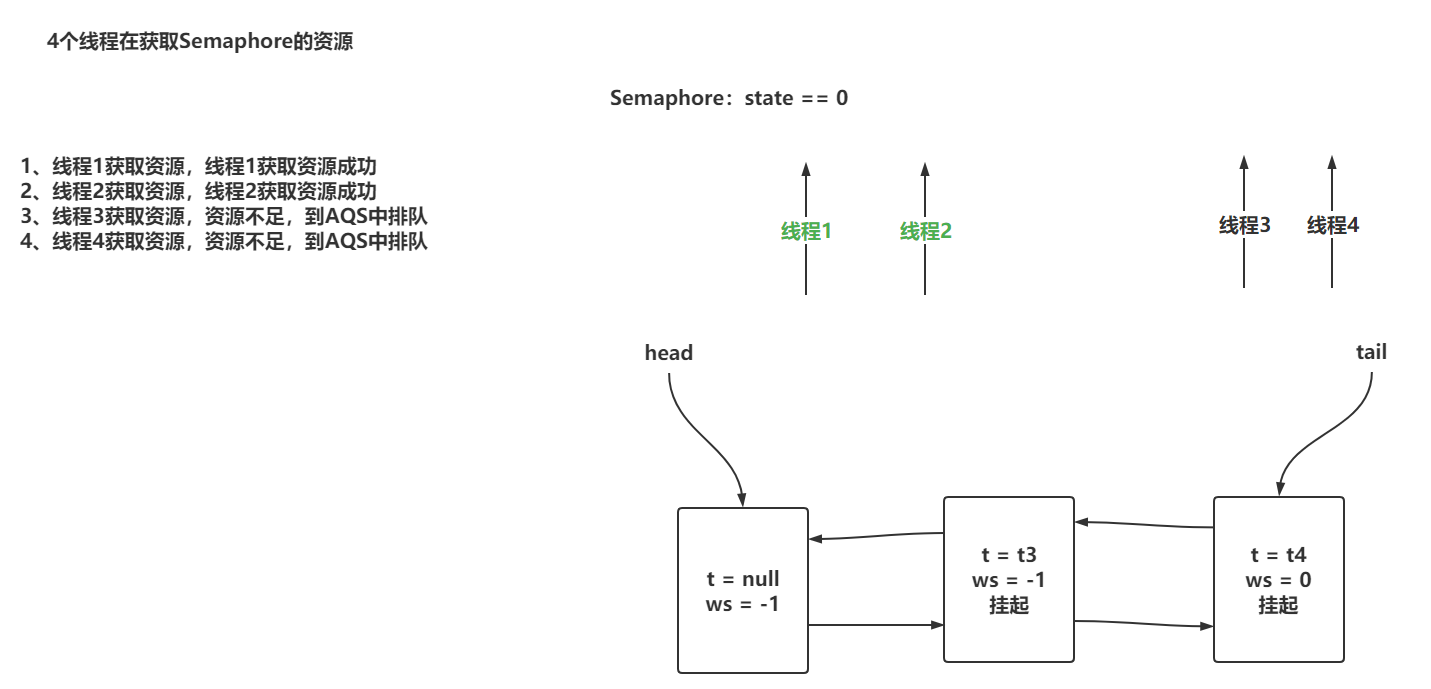 4个线程在获取Semaphore的资源
Semaphore：state == 0
1、线程1获取资源，线程1获取资源成功
2、线程2获取资源，线程2获取资源成功
3、线程3获取资源，资源不足，到AQS中排队
4、线程4获取资源，资源不足，到AQS中排队
线程1
线程2
线程3
线程4
head
tail
t = null
ws = -1
t = t3
ws = -1
挂起
t = t4
ws = 0
挂起